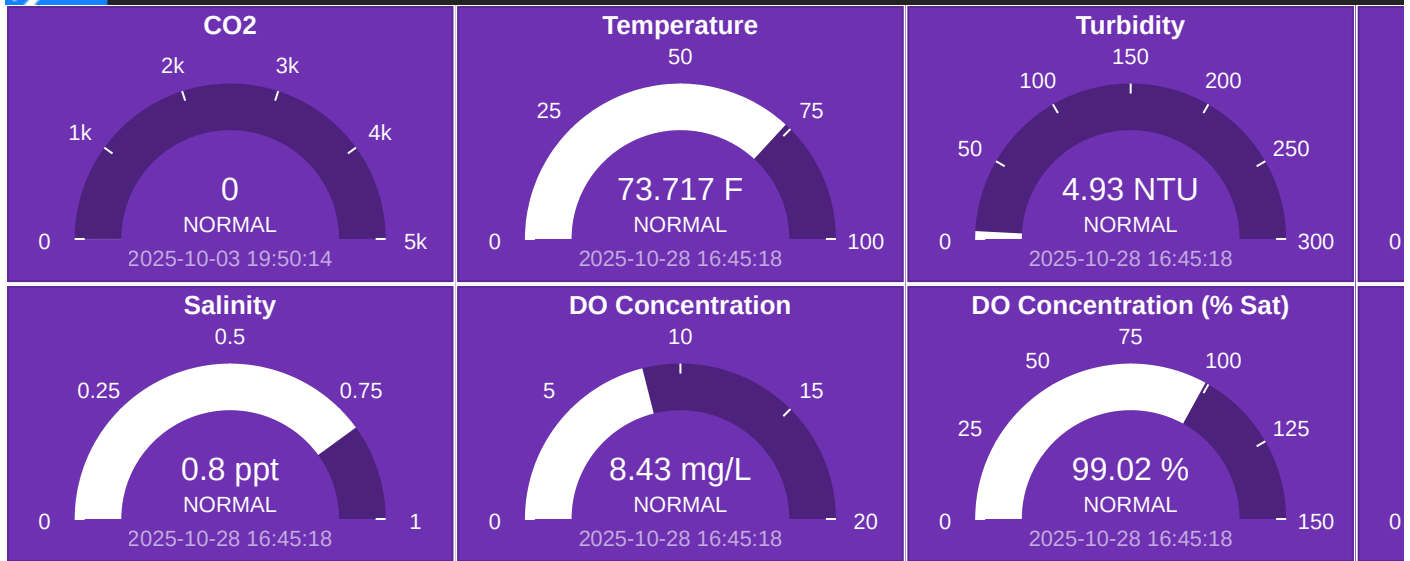 CO2
2k
3k
1k
4k
0
NORMAL
0
5k
2025-10-03 19:50:14
Temperature
50
25
75
73.717 F
NORMAL
0
100
2025-10-28 16:45:18
Turbidity
150
100
200
50
250
4.93 NTU
NORMAL
0
300
2025-10-28 16:45:18
0
Salinity
0.5
0.25
0.75
0.8 ppt
NORMAL
0
1
2025-10-28 16:45:18
DO Concentration
10
5
15
8.43 mg/L
NORMAL
0
20
2025-10-28 16:45:18
DO Concentration (% Sat)
75
50
100
25
125
99.02 %
NORMAL
0
150
2025-10-28 16:45:18
0